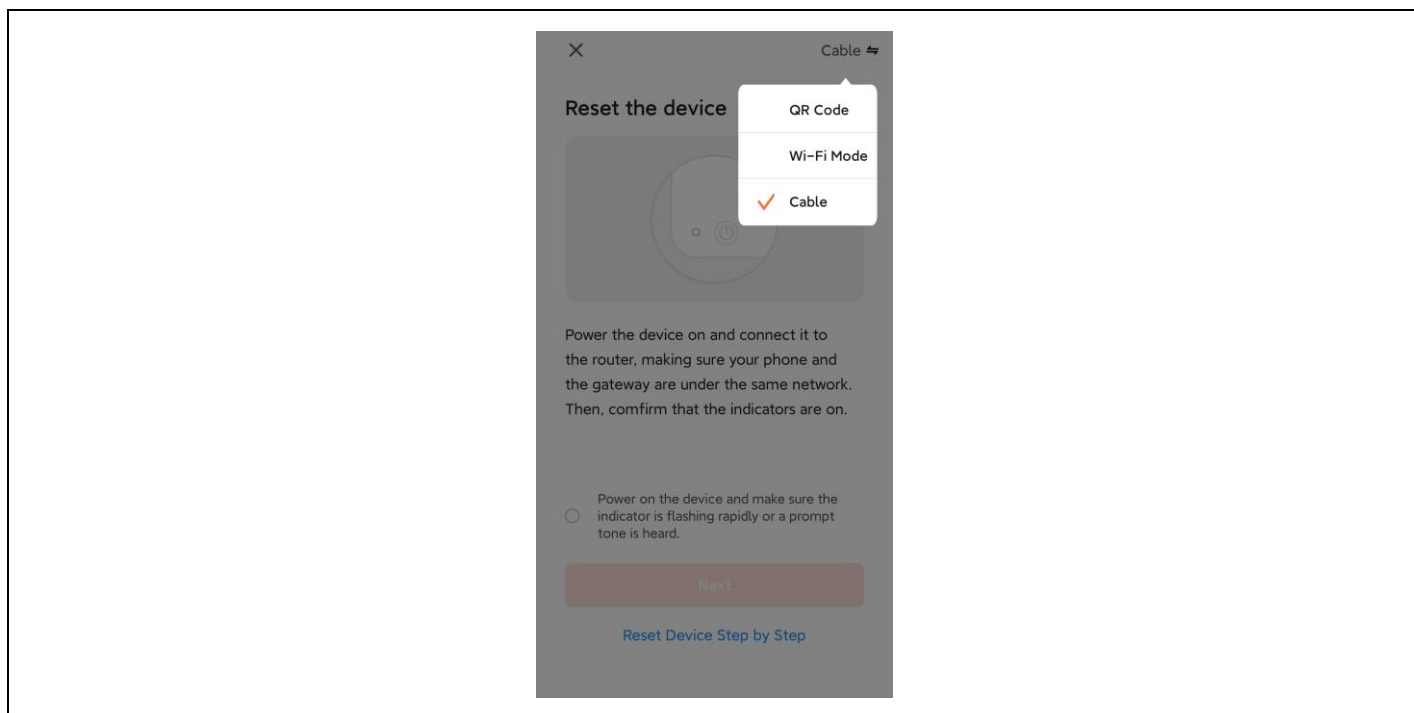 Cable
Reset the device
QR Code
Wi-Fi Mode
Cable
Power the device on and connect it to
the router, making sure your phone and
the gateway are under the same network.
Then, comfirm that the indicators are on.
Power on the device and make sure the
indicator is flashing rapidly or a prompt
tone is heard.
Next
Reset Device Step by Step